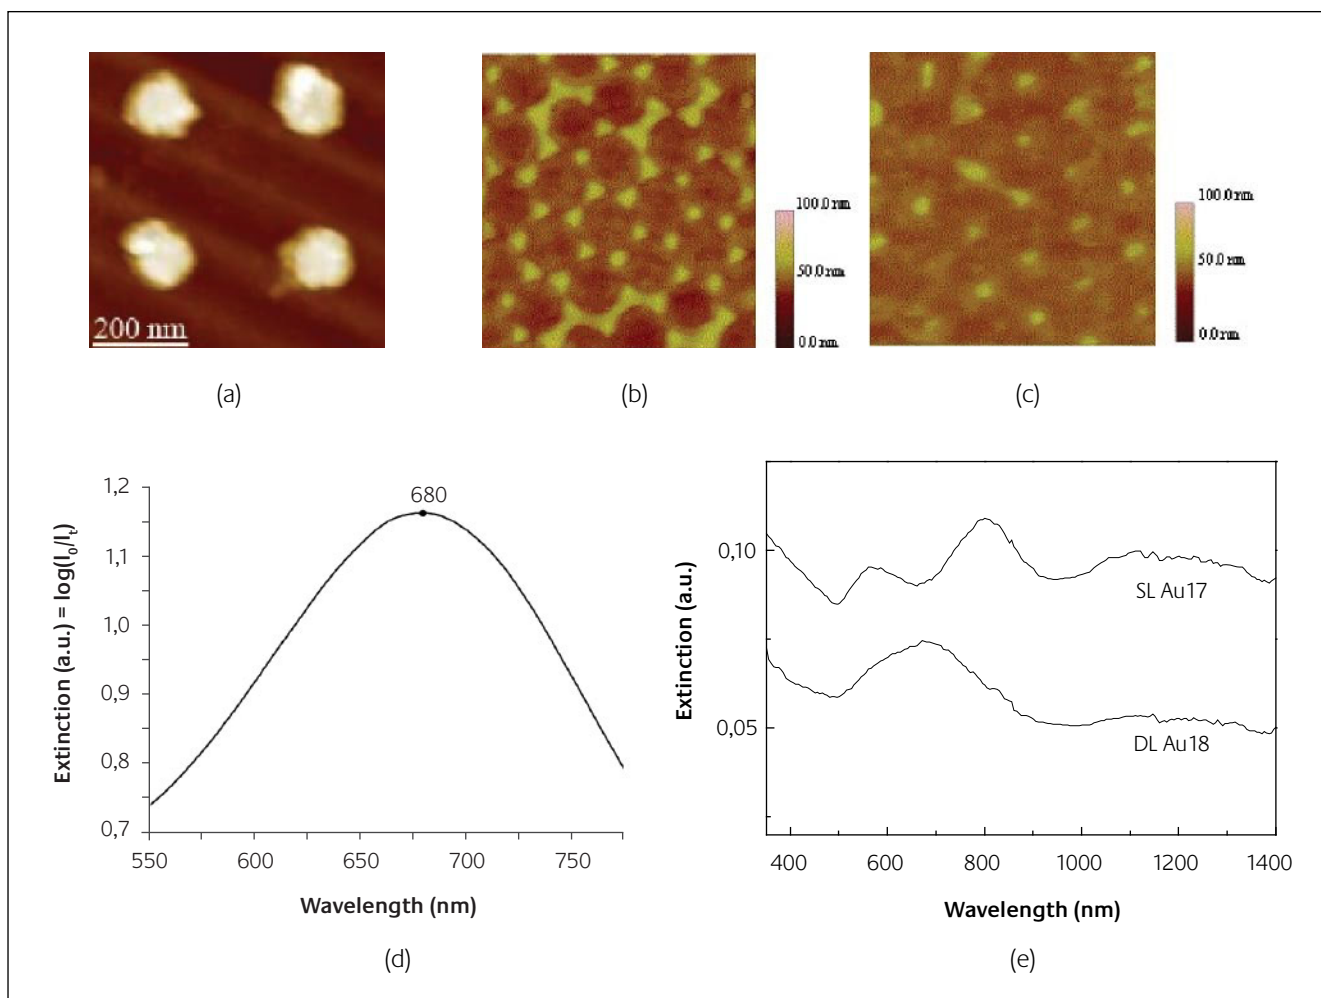 200 nm
(a)
100.0 nm
50.0 nm
0.0 nm
(b)
100.0 nm
50.0 nm
0.0 nm
(c)
Extinction (a.u.) = log(I₀/Iₜ)
1,2
1,1
1,0
0,9
0,8
0,7
680
550 600 650 700 750
Wavelength (nm)
(d)
Extinction (a.u.)
0,10
0,05
SL Au17
DL Au18
400 600 800 1000 1200 1400
Wavelength (nm)
(e)